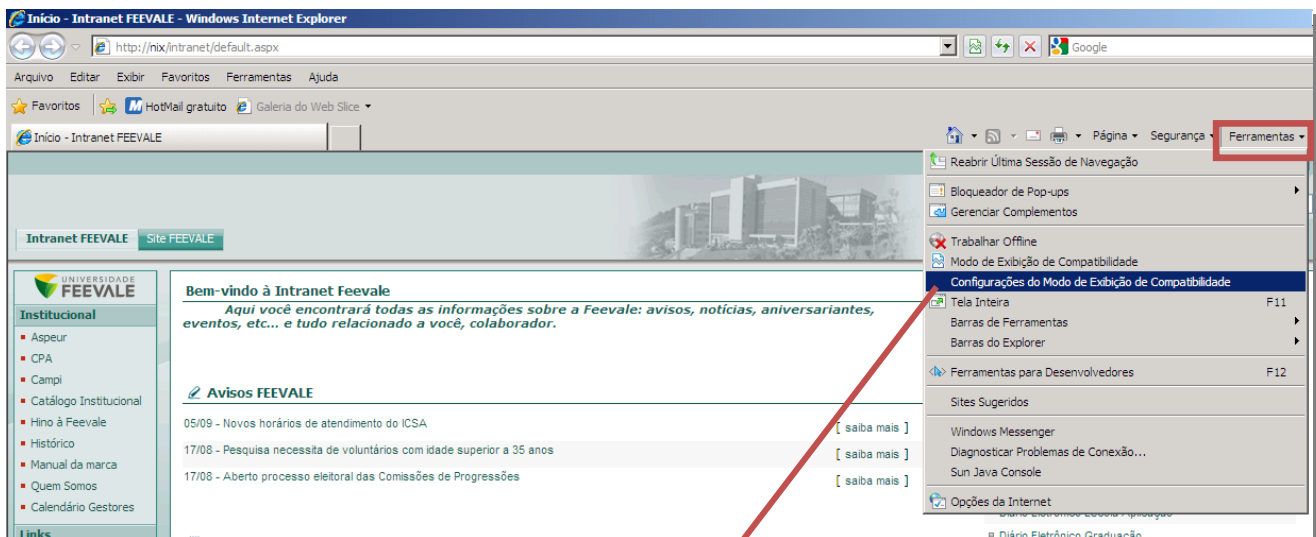 Início - Intranet FEEVALE - Windows Internet Explorer
http://nix/intranet/default.aspx
Google
Arquivo Editar Exibir Favoritos Ferramentas Ajuda
Favoritos HotMail gratuito Galeria do Web Slice
Início - Intranet FEEVALE
Página Segurança Ferramentas
Reabrir Última Sessão de Navegação
Bloqueador de Pop-ups
Gerenciar Complementos
Trabalhar Offline
Modo de Exibição de Compatibilidade
Configurações do Modo de Exibição de Compatibilidade
Tela Inteira F11
Barras de Ferramentas
Barras do Explorer
Ferramentas para Desenvolvedores F12
Sites Sugeridos
Windows Messenger
Diagnosticar Problemas de Conexão...
Sun Java Console
Opções da Internet
Intranet FEEVALE Site FEEVALE
UNIVERSIDADE
FEEVALE
Institucional
Aspeur
CPA
Campi
Catálogo Institucional
Hino à Feevale
Histórico
Manual da marca
Quem Somos
Calendário Gestores
Links
Bem-vindo à Intranet Feevale
Aqui você encontrará todas as informações sobre a Feevale: avisos, notícias, aniversariantes,
eventos, etc... e tudo relacionado a você, colaborador.
Avisos FEEVALE
05/09 - Novos horários de atendimento do ICSA [ saiba mais ]
17/08 - Pesquisa necessita de voluntários com idade superior a 35 anos [ saiba mais ]
17/08 - Aberto processo eleitoral das Comissões de Progressões [ saiba mais ]
Diário Eletrônico Graduação